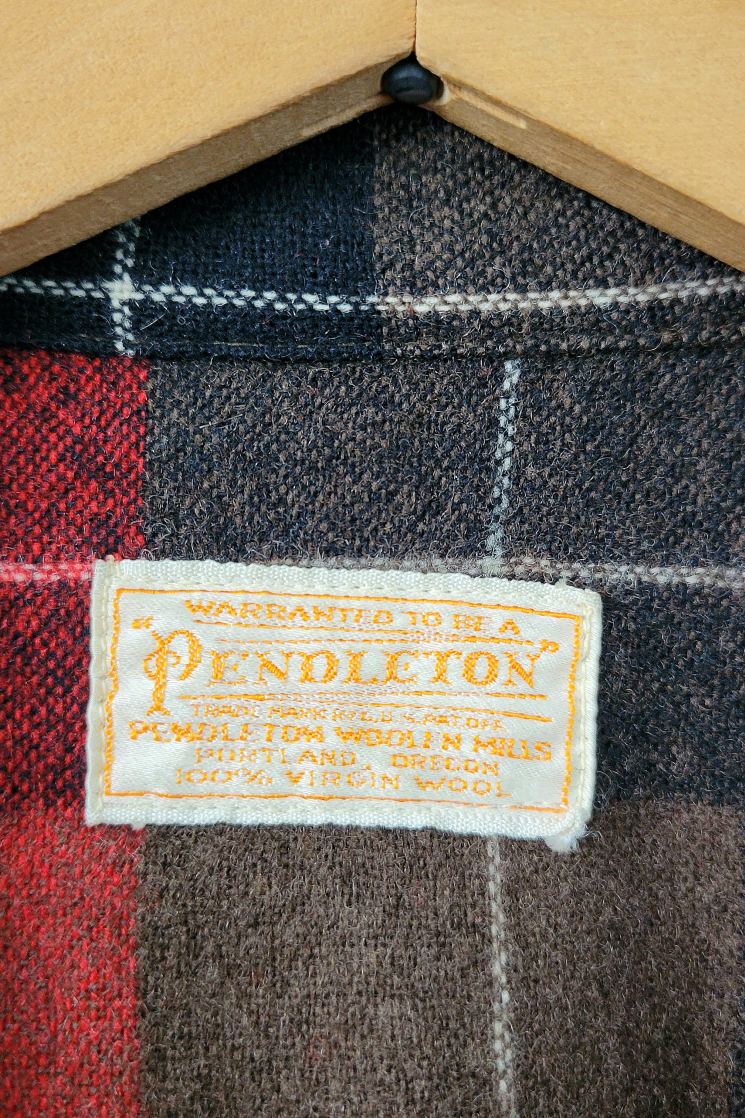 WARRANTED TO BE A
"PENDLETON"
TRADE MARK REG. U.S. PAT. OFF.
PENDLETON WOOLEN MILLS
PORTLAND, OREGON
100% VIRGIN WOOL